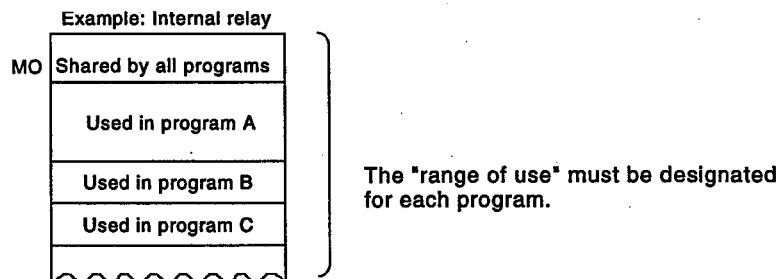 Example: Internal relay
MO Shared by all programs
Used in program A
Used in program B
Used in program C
The "range of use" must be designated
for each program.